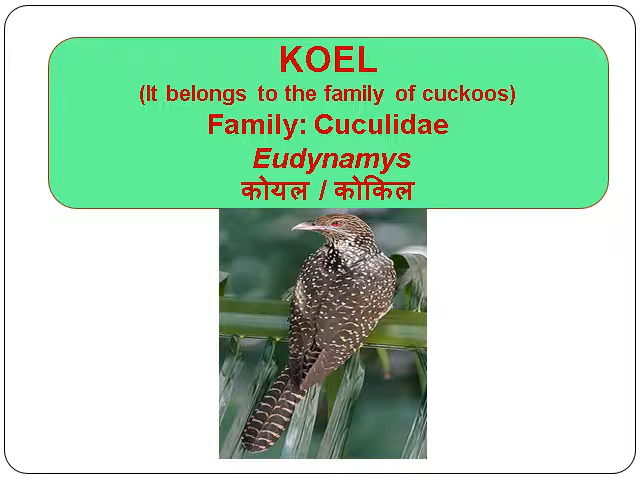 KOEL
(It belongs to the family of cuckoos)
Family: Cuculidae
Eudynamys
कोयल / कोकिल